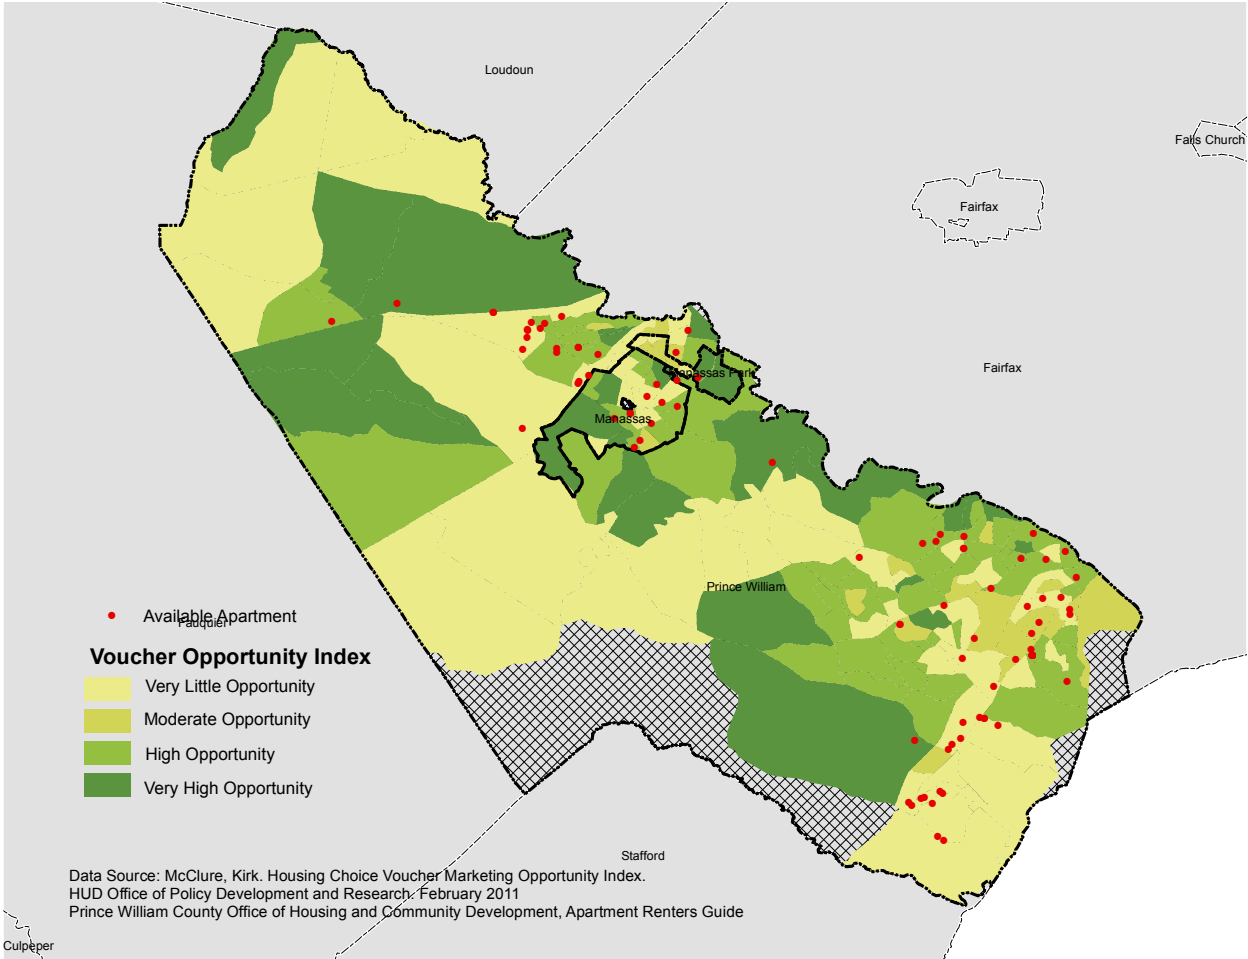 Loudoun
Falls Church
Fairfax
Fairfax
Manassas Park
Manassas
Prince William
Available Apartment
Fauquier
Voucher Opportunity Index
Very Little Opportunity
Moderate Opportunity
High Opportunity
Very High Opportunity
Stafford
Data Source: McClure, Kirk. Housing Choice Voucher Marketing Opportunity Index.
HUD Office of Policy Development and Research. February 2011
Prince William County Office of Housing and Community Development, Apartment Renters Guide
Culpeper